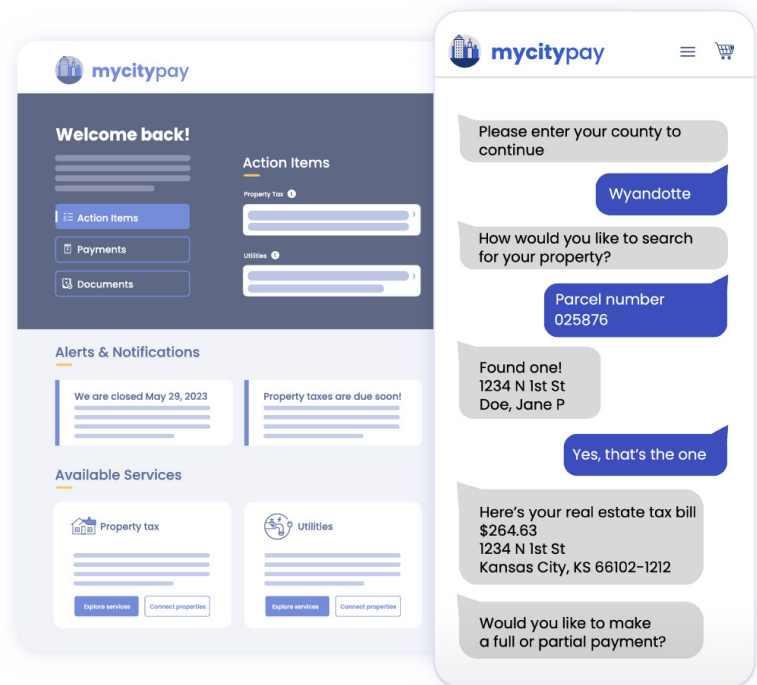 mycitypay
Welcome back!
Action Items
Payments
Documents
Action Items
Property Tax
Utilities
Alerts & Notifications
We are closed May 29, 2023
Property taxes are due soon!
Available Services
Property tax
Explore services
Connect properties
Utilities
Explore services
Connect properties
mycitypay
Please enter your county to
continue
Wyandotte
How would you like to search
for your property?
Parcel number
025876
Found one!
1234 N 1st St
Doe, Jane P
Yes, that's the one
Here's your real estate tax bill
$264.63
1234 N 1st St
Kansas City, KS 66102-1212
Would you like to make
a full or partial payment?